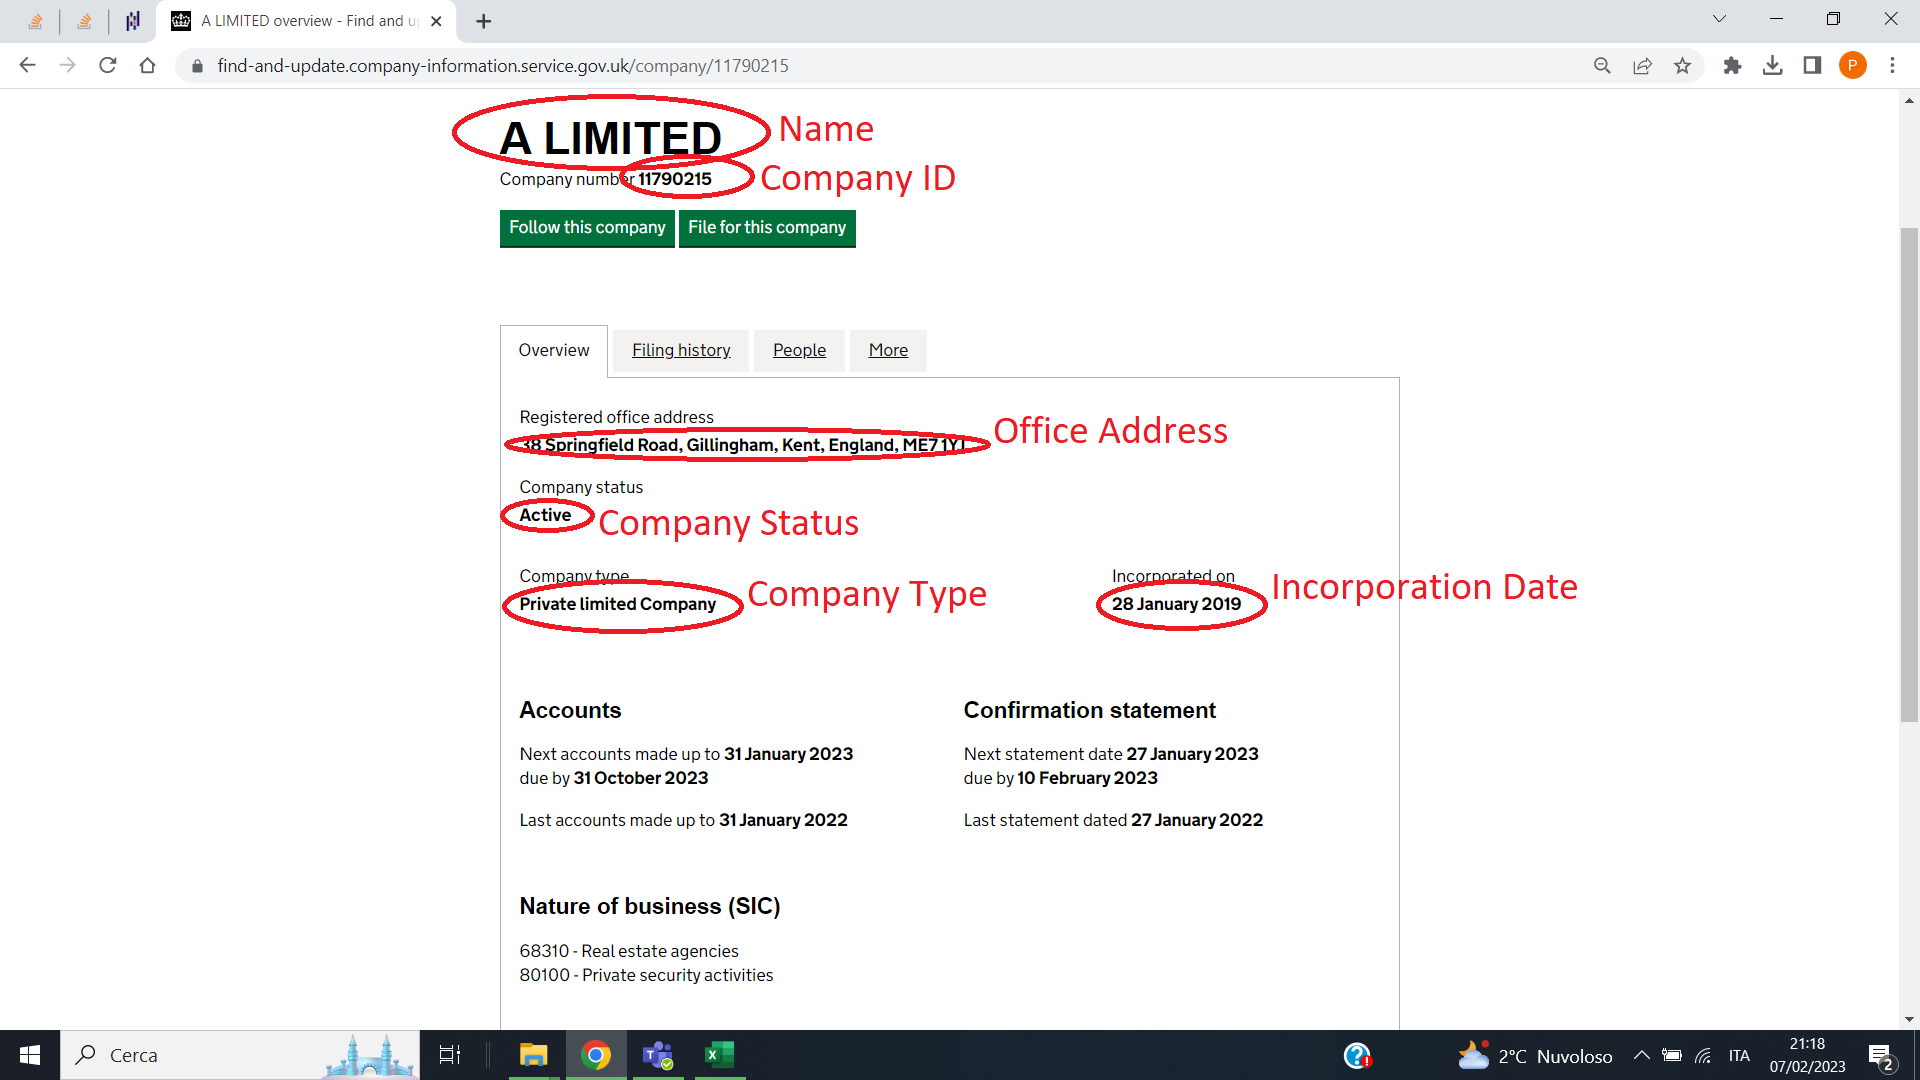 A LIMITED overview - Find and u
find-and-update.company-information.service.gov.uk/company/11790215
P
A LIMITED Name
Company number 11790215 Company ID
Follow this company File for this company
Overview Filing history People More
Registered office address
38 Springfield Road, Gillingham, Kent, England, ME7 1YJ Office Address
Company status
Active Company Status
Company type Incorporated on
Private limited Company Company Type 28 January 2019 Incorporation Date
Accounts Confirmation statement
Next accounts made up to 31 January 2023 Next statement date 27 January 2023
due by 31 October 2023 due by 10 February 2023
Last accounts made up to 31 January 2022 Last statement dated 27 January 2022
Nature of business (SIC)
68310 - Real estate agencies
80100 - Private security activities
Cerca 2°C Nuvoloso ITA 21:18
07/02/2023 2